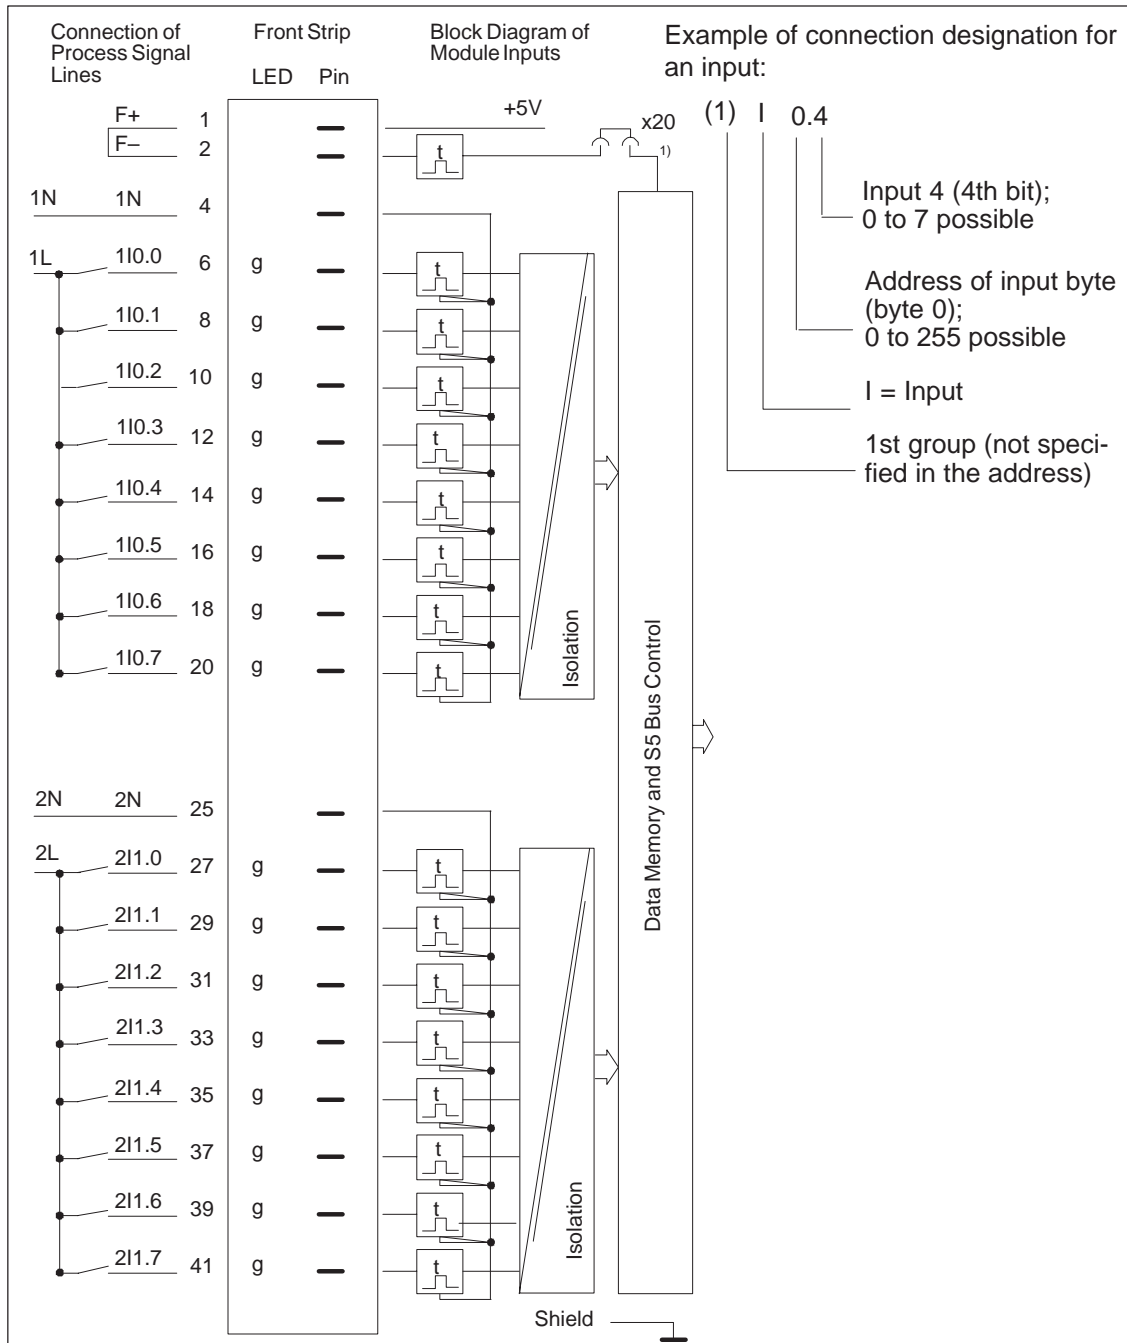 Connection of
Process Signal
Lines
Front Strip
LED Pin
Block Diagram of
Module Inputs
Example of connection designation for
an input:
(1) I 0.4
Input 4 (4th bit);
0 to 7 possible
Address of input byte
(byte 0);
0 to 255 possible
I = Input
1st group (not speci-
fied in the address)
F+ 1 +5V x20
F– 2 t 1)
1N 1N 4
1L 1I0.0 6 g t
1I0.1 8 g t
1I0.2 10 g t
1I0.3 12 g t
1I0.4 14 g t
1I0.5 16 g t
1I0.6 18 g t
1I0.7 20 g t
Isolation
Data Memory and S5 Bus Control
2N 2N 25
2L 2I1.0 27 g t
2I1.1 29 g t
2I1.2 31 g t
2I1.3 33 g t
2I1.4 35 g t
2I1.5 37 g t
2I1.6 39 g t
2I1.7 41 g t
Isolation
Shield